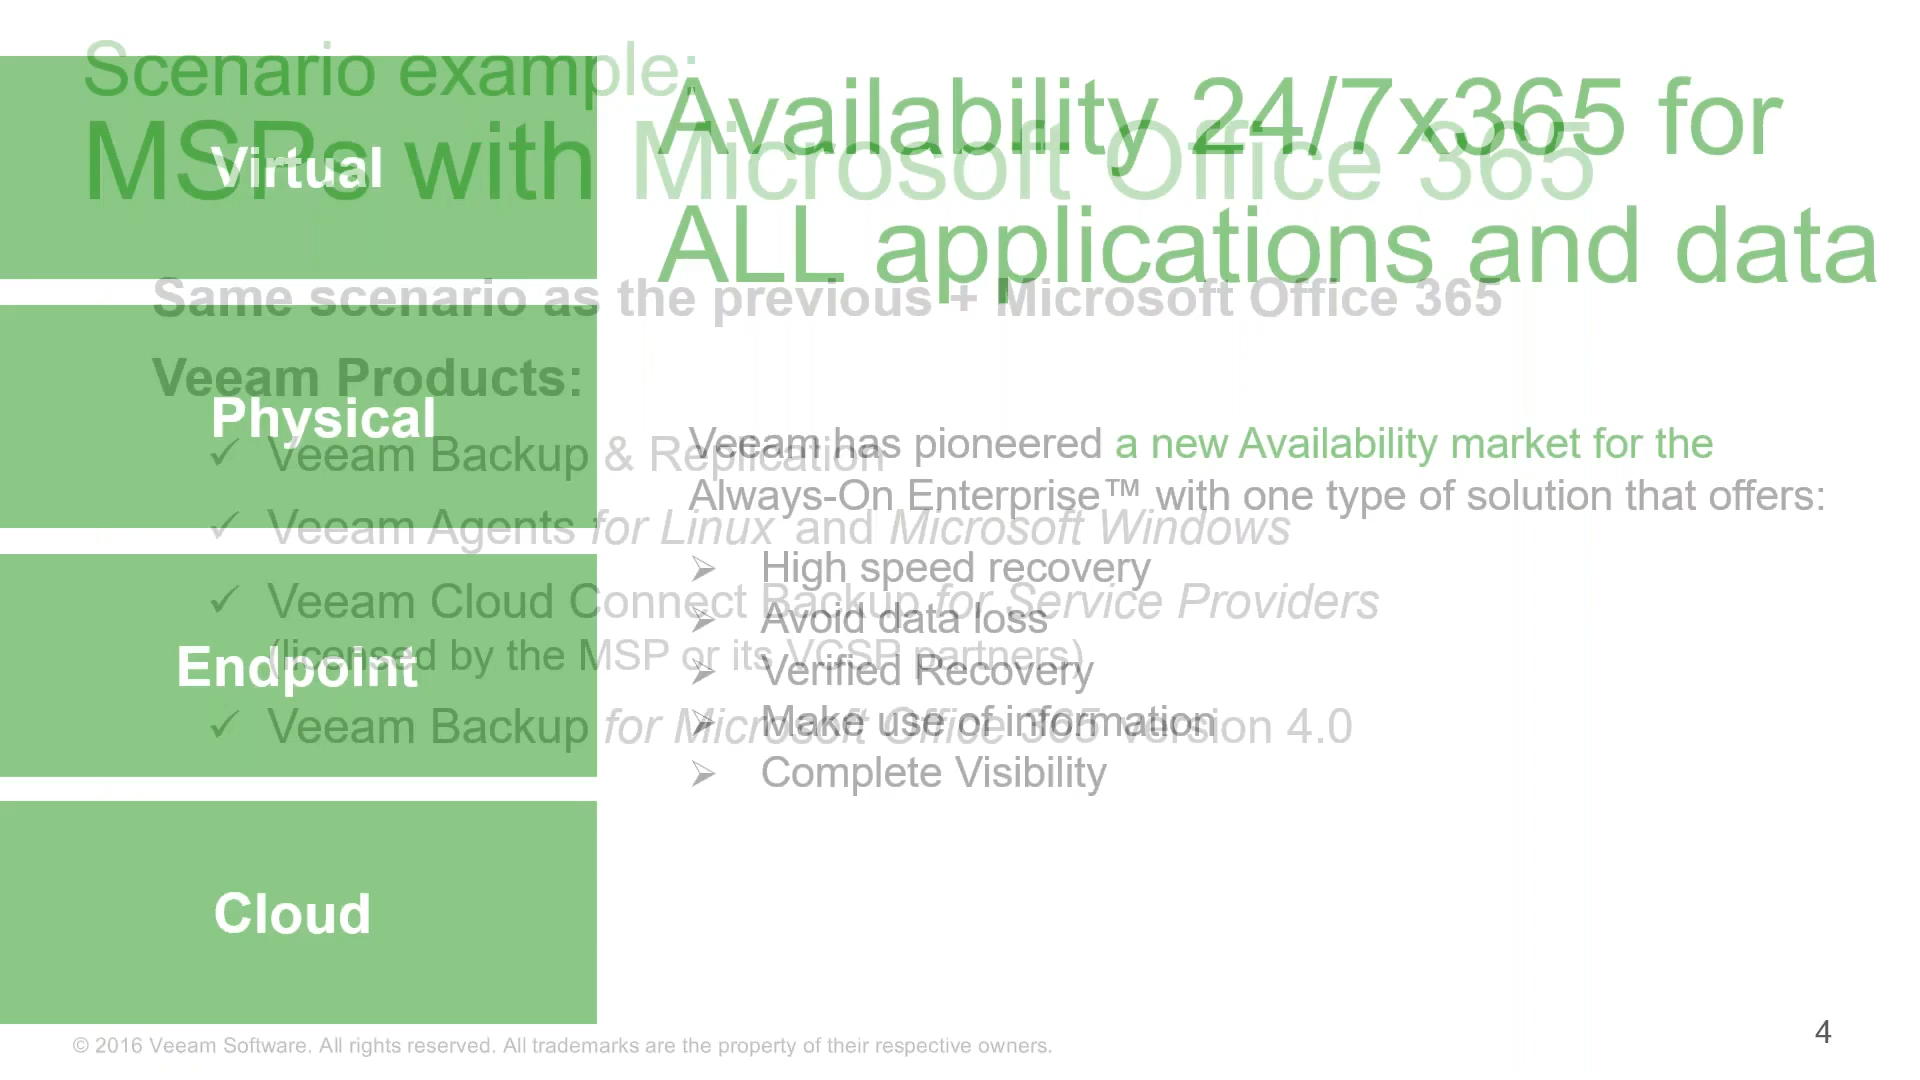 Scenario example:
MSPs with Microsoft Office 365
Same scenario as the previous + Microsoft Office 365
Veeam Products:
✓ Veeam Backup & Replication
✓ Veeam Agents for Linux and Microsoft Windows
✓ Veeam Cloud Connect Backup for Service Providers
(licensed by the MSP or its VCSP partners)
✓ Veeam Backup for Microsoft Office 365 version 4.0
Virtual
Physical
Endpoint
Cloud
Availability 24/7x365 for
ALL applications and data
Veeam has pioneered a new Availability market for the
Always-On Enterprise™ with one type of solution that offers:
➢ High speed recovery
➢ Avoid data loss
➢ Verified Recovery
➢ Make use of information
➢ Complete Visibility
© 2016 Veeam Software. All rights reserved. All trademarks are the property of their respective owners.
4